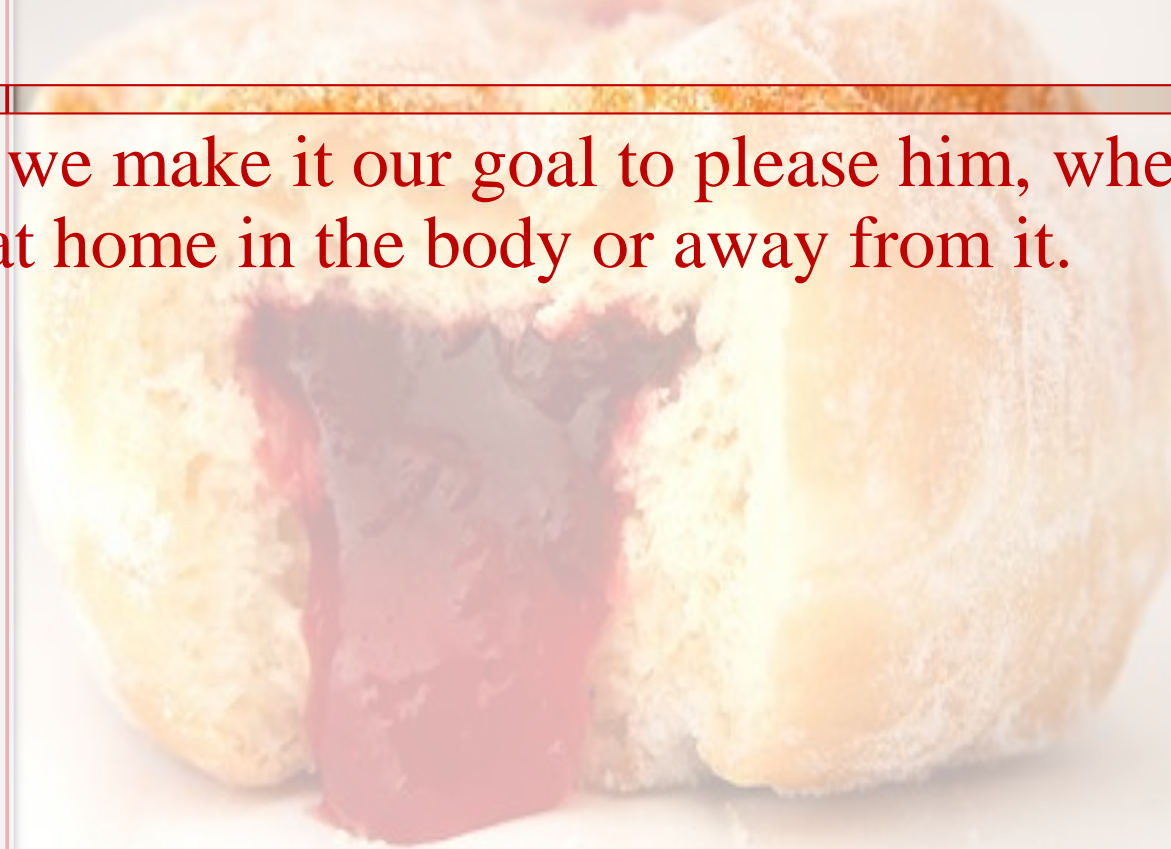 we make it our goal to please him, whe
at home in the body or away from it.